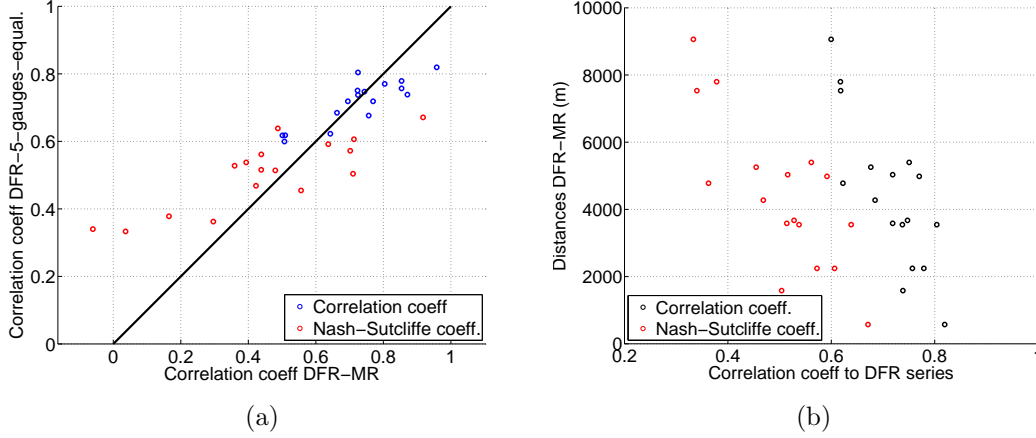 1
0.8
0.6
0.4
0.2
0
0
0.2
0.4
0.6
0.8
1
Correlation coeff DFR−5−gauges−equal.
Correlation coeff DFR−MR
Correlation coeff
Nash−Sutcliffe coeff.
(a)
10000
8000
6000
4000
2000
0
0.2
0.4
0.6
0.8
1
Distances DFR−MR (m)
Correlation coeff to DFR series
Correlation coeff.
Nash−Sutcliffe coeff.
(b)